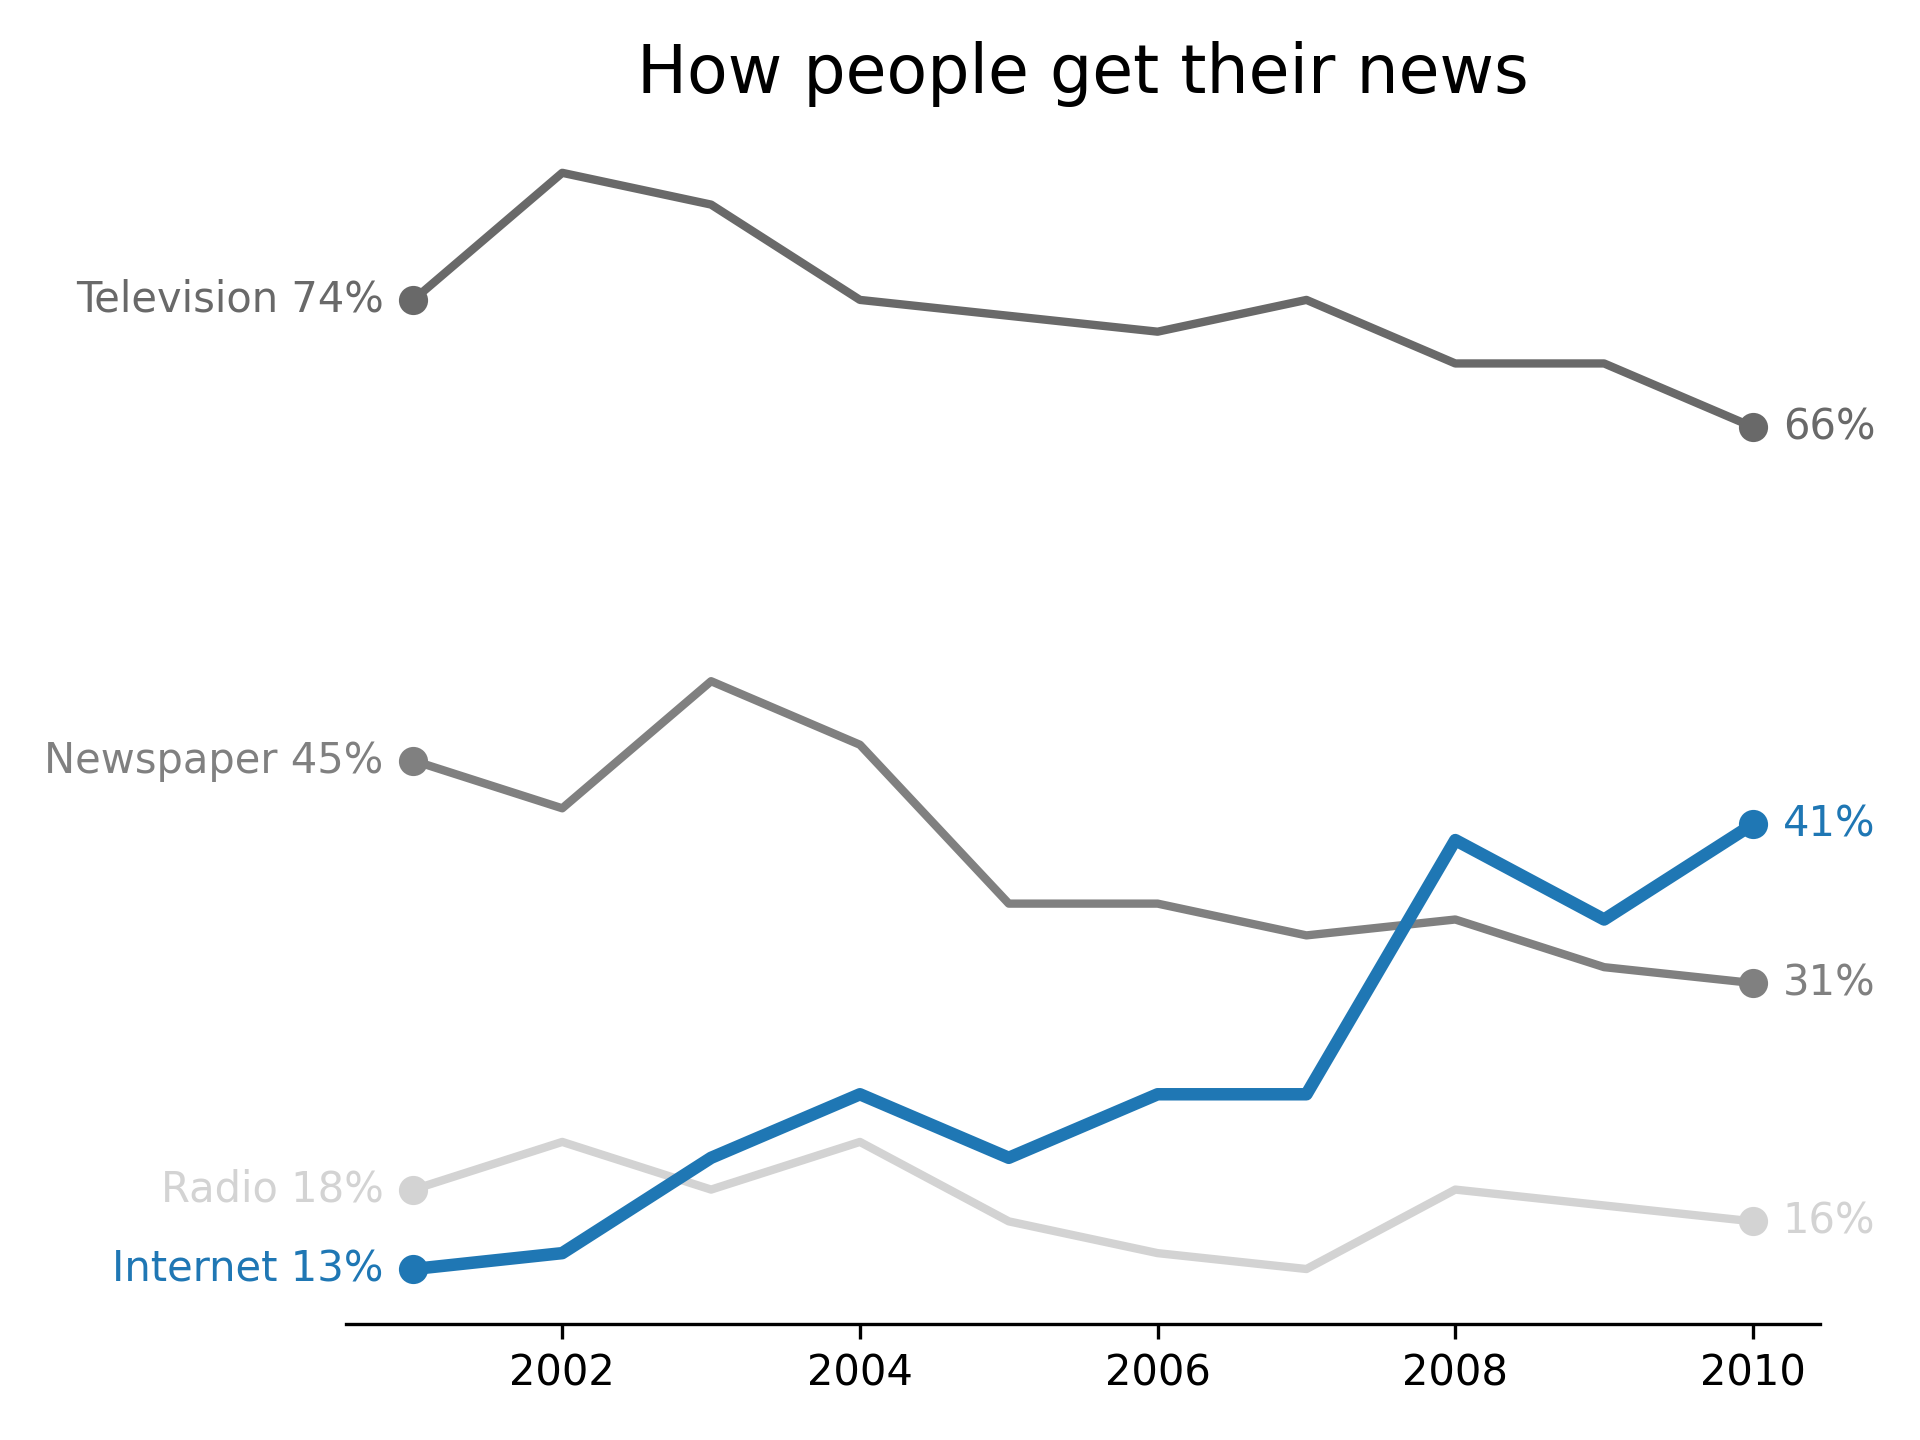 How people get their news
Television 74%
66%
Newspaper 45%
41%
31%
Radio 18%
16%
Internet 13%
2002 2004 2006 2008 2010